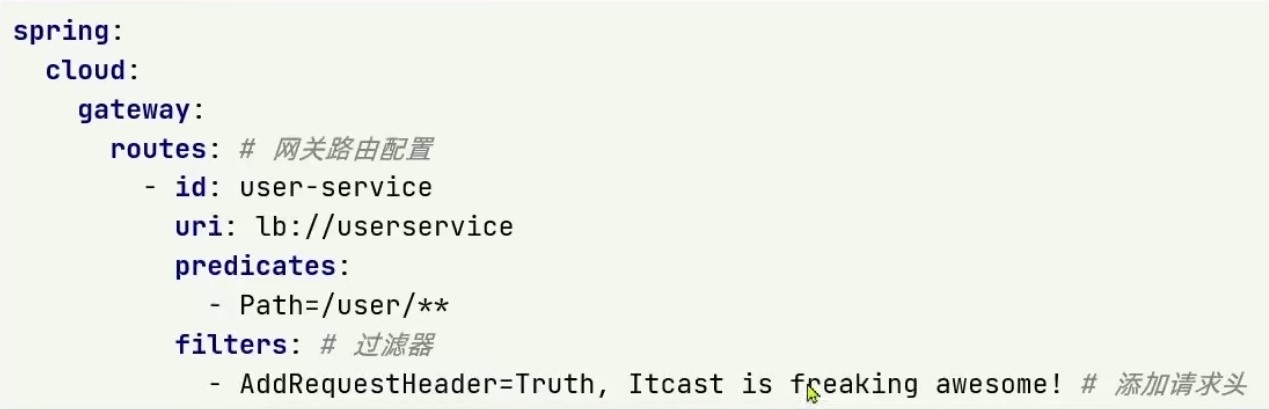 spring:
  cloud:
    gateway:
      routes: # 网关路由配置
        - id: user-service
          uri: lb://userservice
          predicates:
            - Path=/user/**
          filters: # 过滤器
            - AddRequestHeader=Truth, Itcast is freaking awesome! # 添加请求头